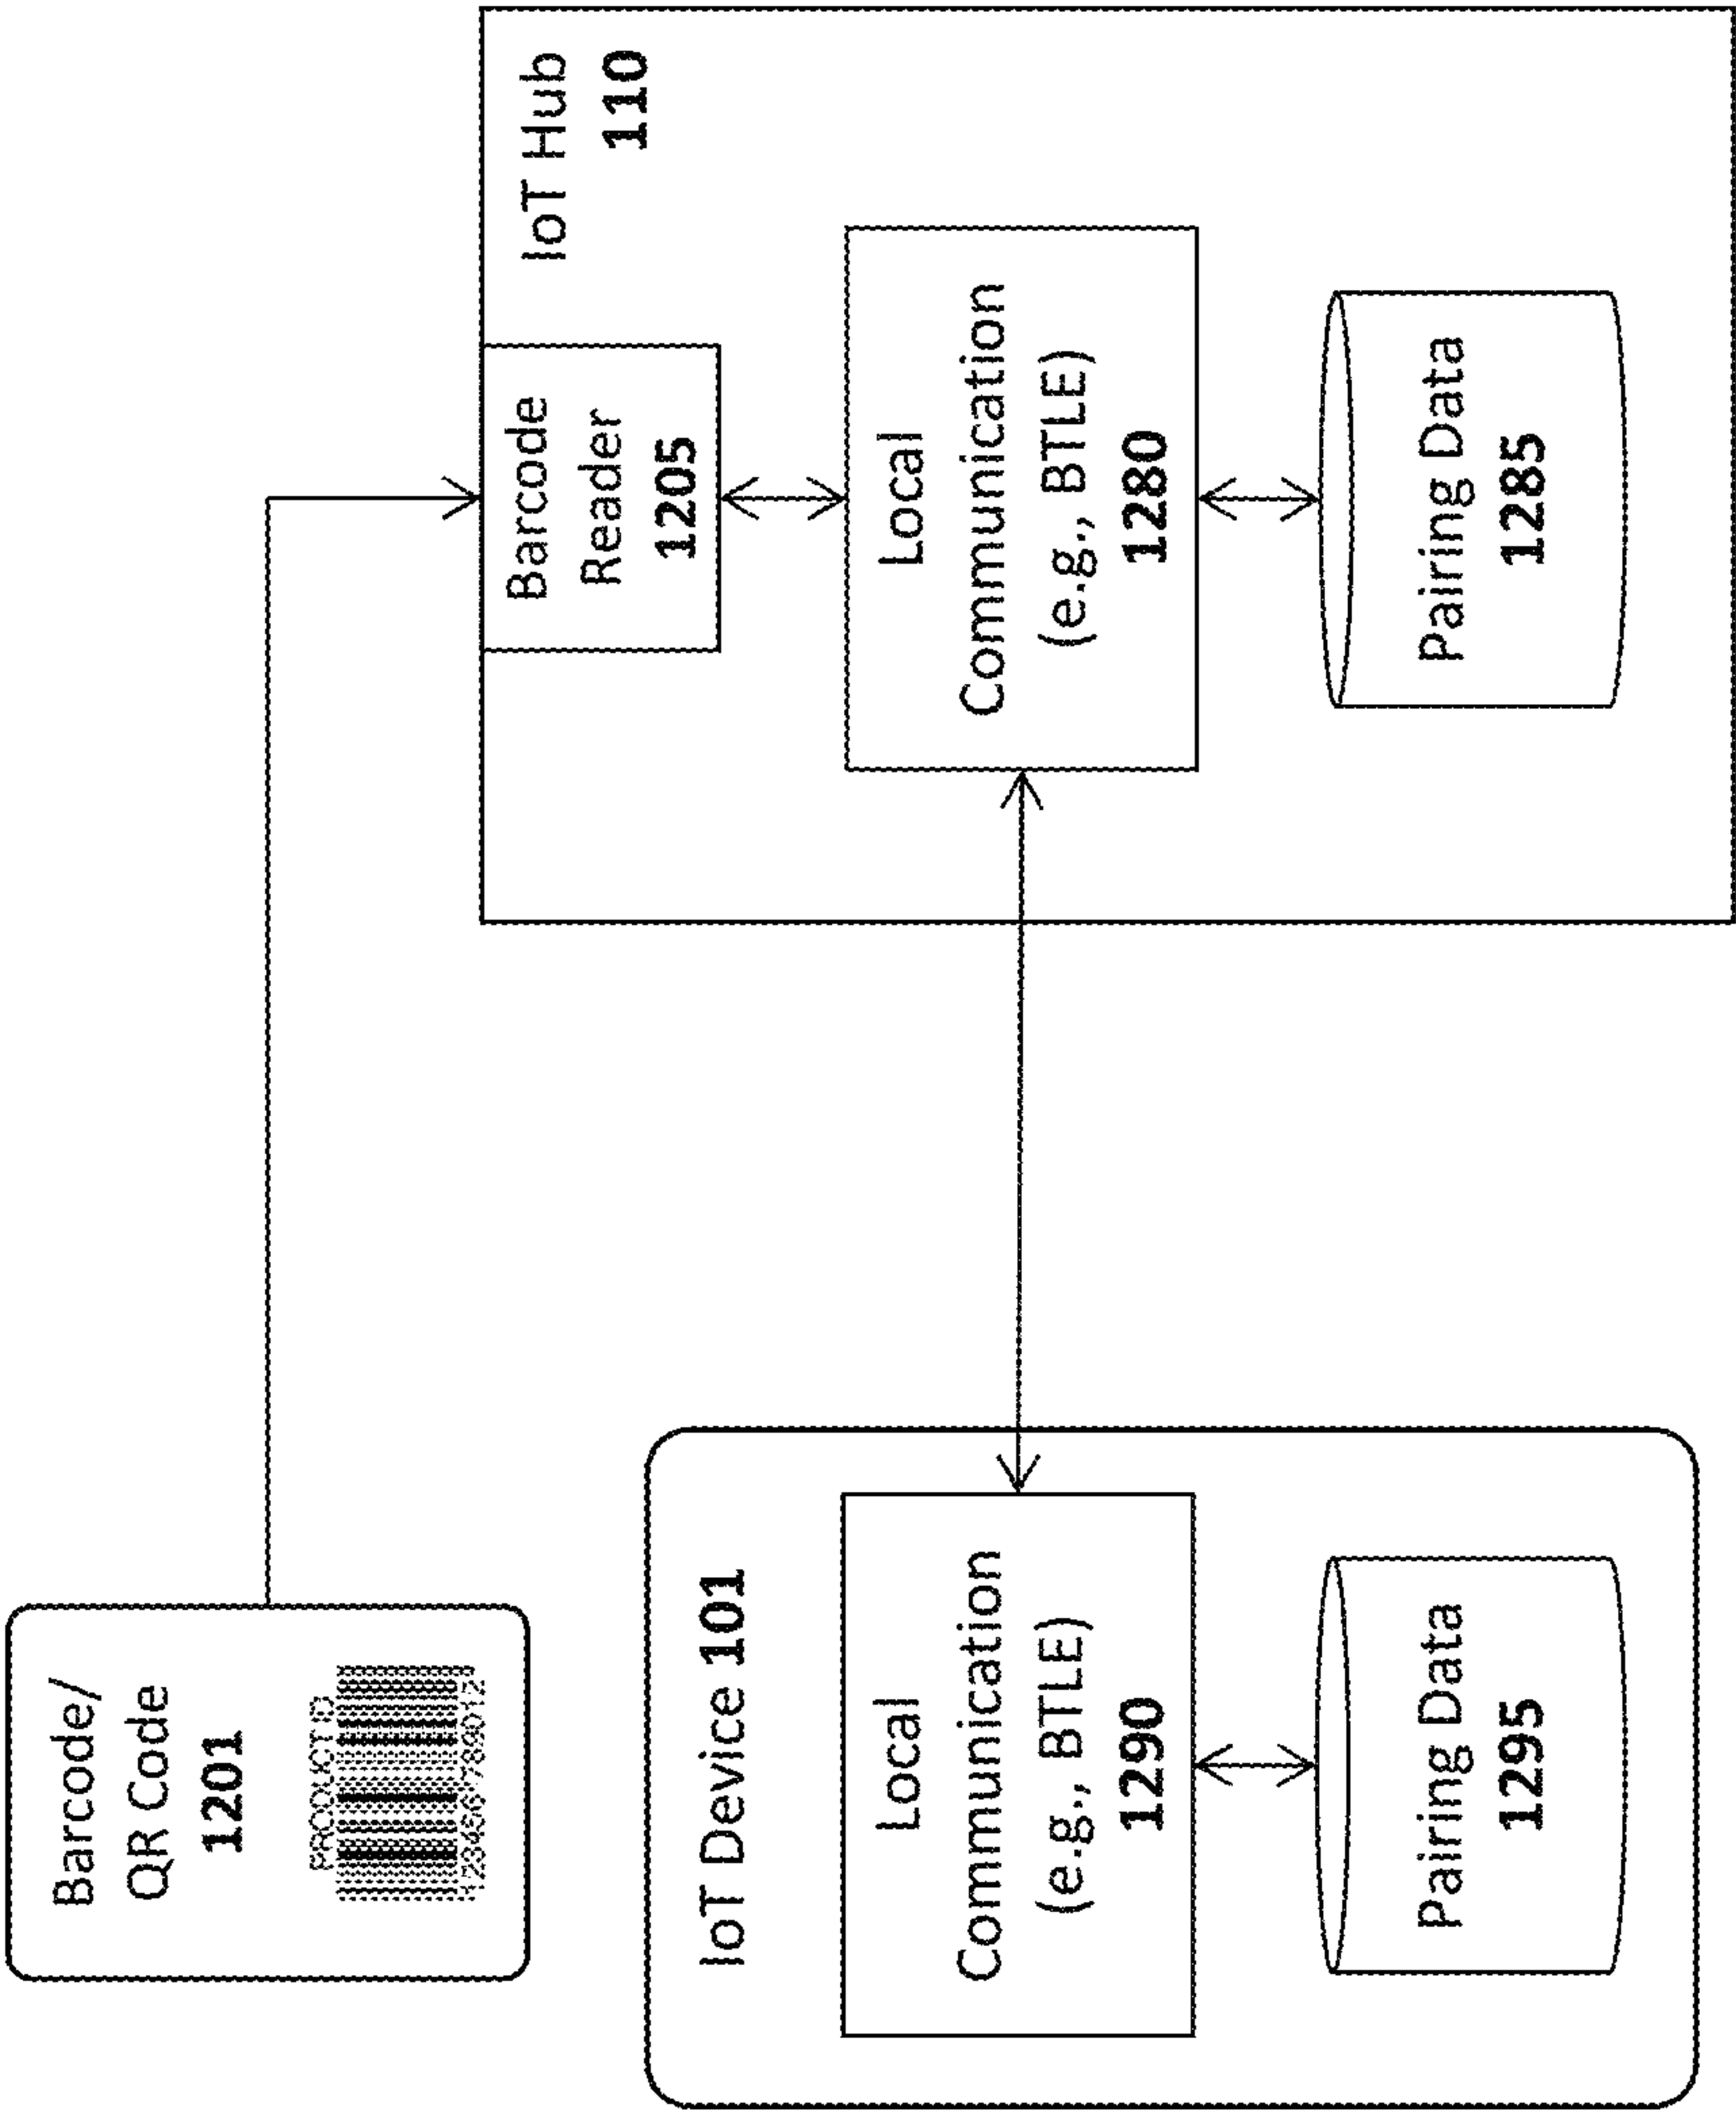 Barcode/
QR Code
1201
PRODUCT ID
123456789012
IoT Device 101
Local
Communication
(e.g., BTLE)
1290
Pairing Data
1295
IoT Hub
110
Barcode
Reader
1205
Local
Communication
(e.g., BTLE)
1280
Pairing Data
1285